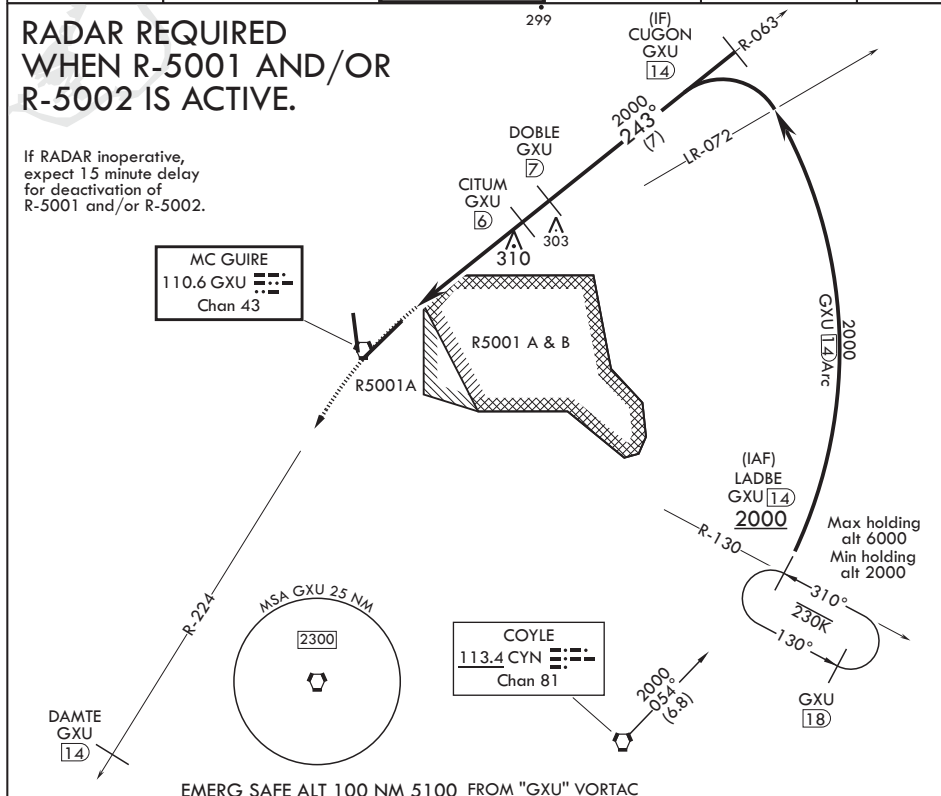 299
RADAR REQUIRED
WHEN R-5001 AND/OR
R-5002 IS ACTIVE.
If RADAR inoperative,
expect 15 minute delay
for deactivation of
R-5001 and/or R-5002.
(IF)
CUGON
GXU
14
R-063
2000
243°
(7)
LR-072
DOBLE
GXU
7
CITUM
GXU
6
303
310
MC GUIRE
110.6 GXU
Chan 43
R5001 A & B
R5001A
2000
GXU 14 Arc
(IAF)
LADBE
GXU 14
2000
Max holding
alt 6000
Min holding
alt 2000
R-130
310°
230K
130°
GXU
18
R-224
MSA GXU 25 NM
2300
COYLE
113.4 CYN
Chan 81
2000
054°
(6.8)
DAMTE
GXU
14
EMERG SAFE ALT 100 NM 5100 FROM "GXU" VORTAC